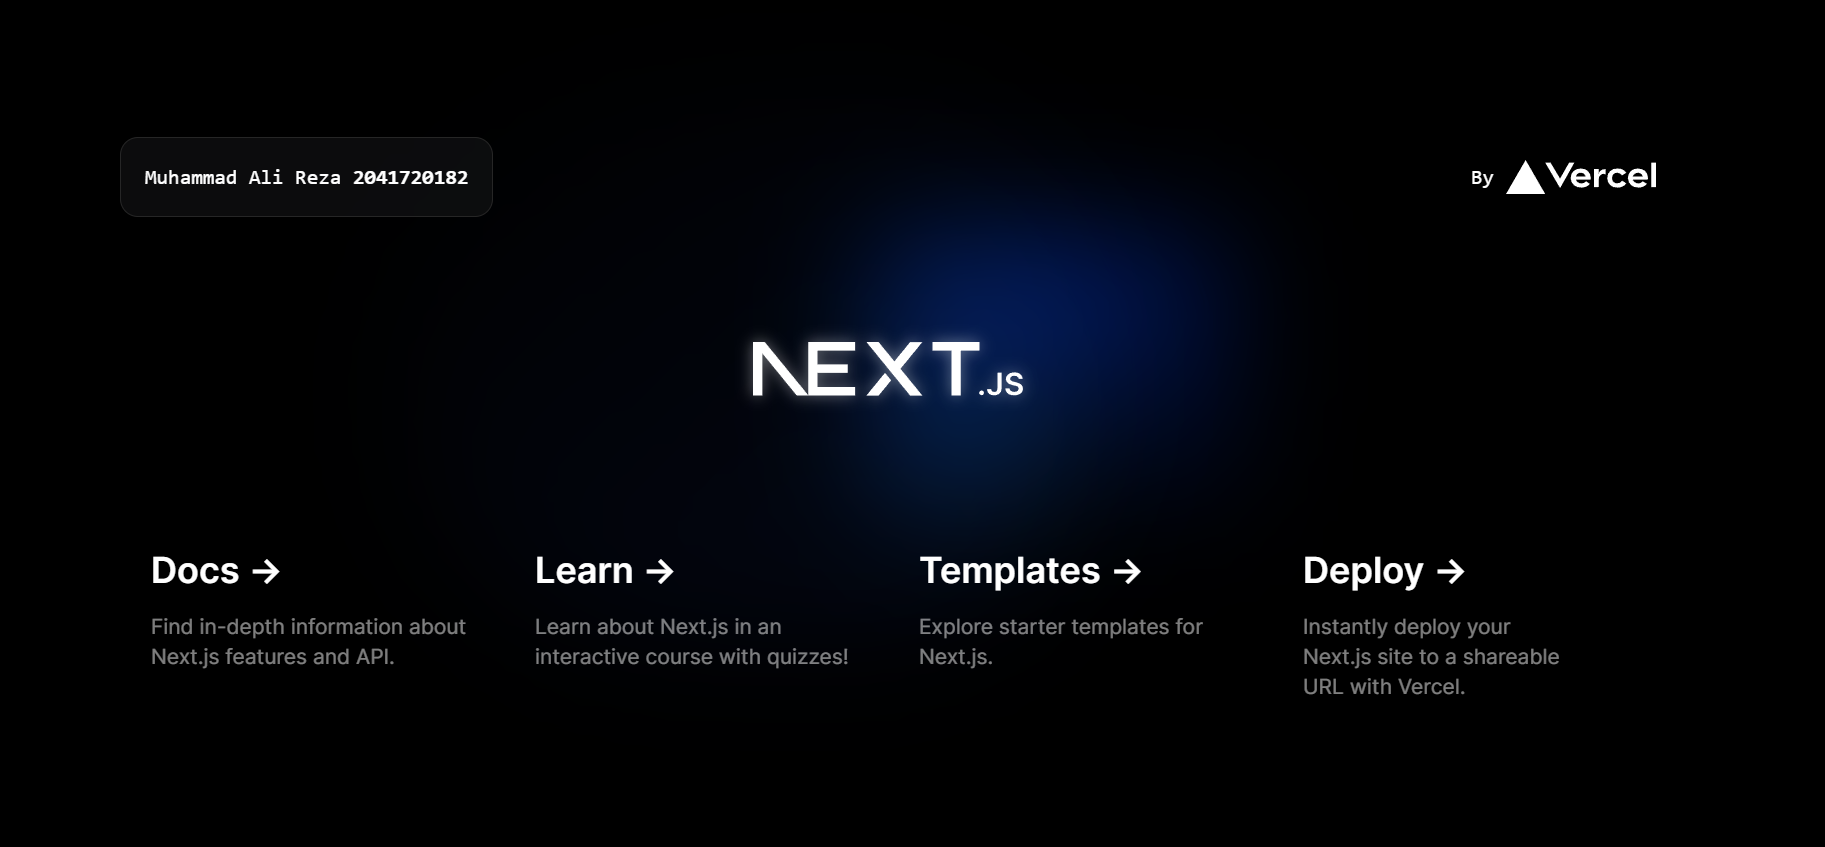 Muhammad Ali Reza 2041720182
By Vercel
NEXT.JS
Docs →
Find in-depth information about
Next.js features and API.
Learn →
Learn about Next.js in an
interactive course with quizzes!
Templates →
Explore starter templates for
Next.js.
Deploy →
Instantly deploy your
Next.js site to a shareable
URL with Vercel.